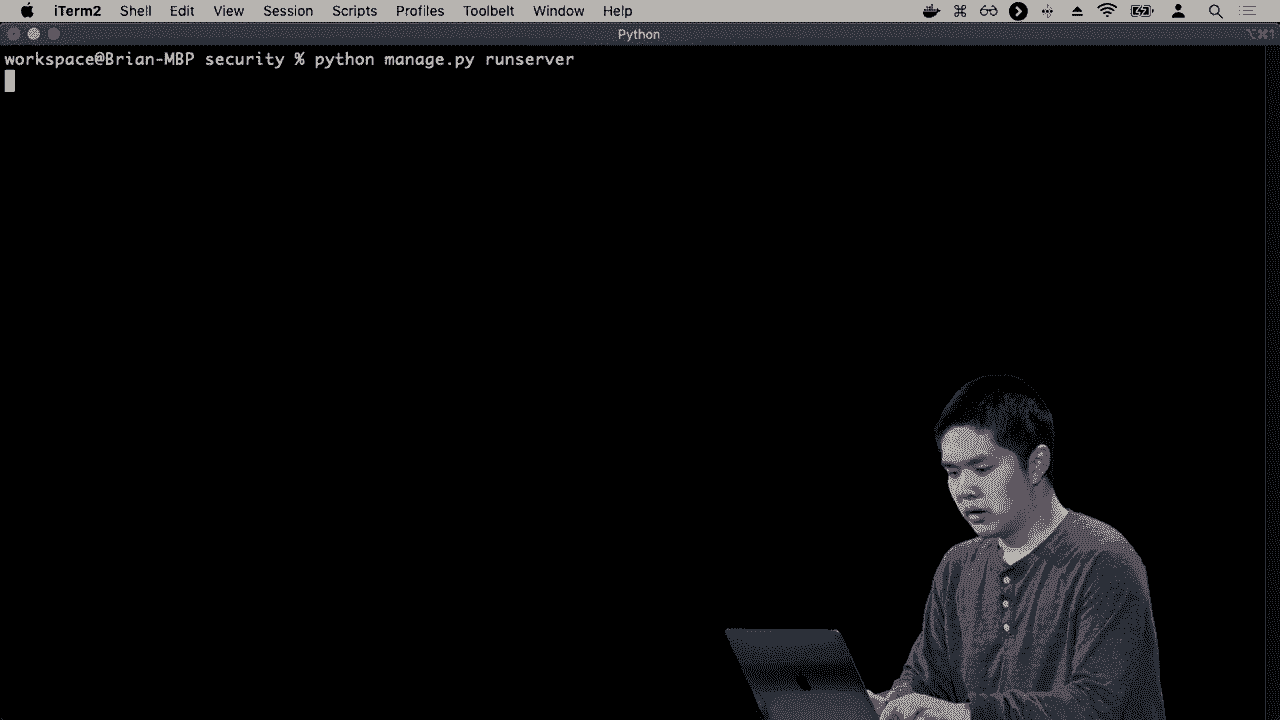 iTerm2 Shell Edit View Session Scripts Profiles Toolbelt Window Help
Python
workspace@Brian-MBP security % python manage.py runserver